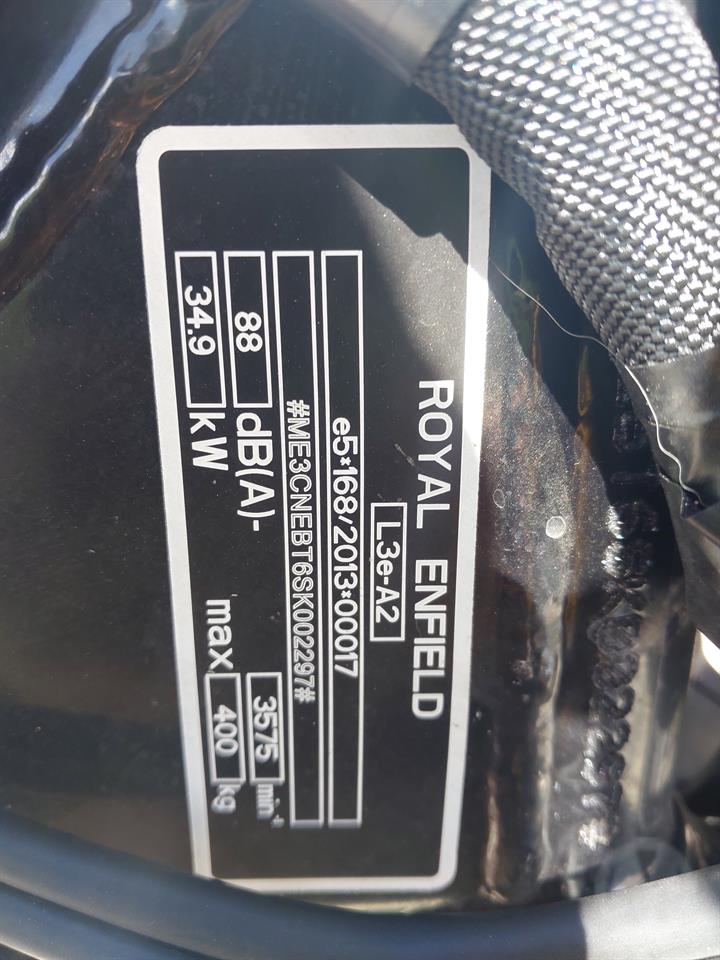 ROYAL ENFIELD
L3e-A2
e5*168/2013*00017
#ME3CNEBT6SK002297#
88 dB(A)- 3575 min⁻¹
34.9 kW max. 400 kg